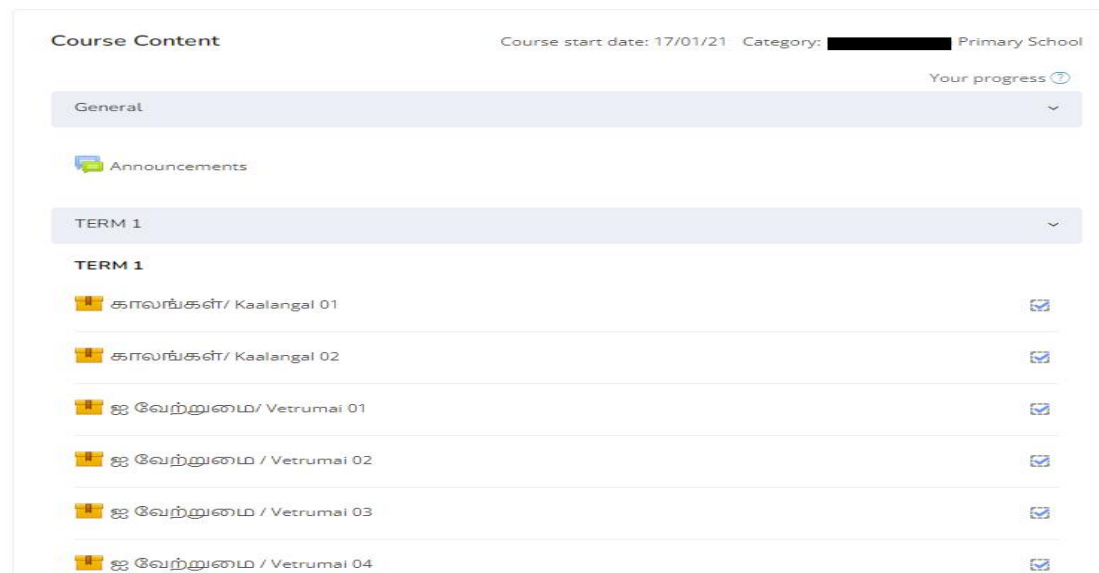 Course Content Course start date: 17/01/21 Category: Primary School
Your progress
General
Announcements
TERM 1
TERM 1
காலங்கள்/ Kaalangal 01
காலங்கள்/ Kaalangal 02
ஐ வேற்றுமை/ Vetrumai 01
ஐ வேற்றுமை / Vetrumai 02
ஐ வேற்றுமை / Vetrumai 03
ஐ வேற்றுமை / Vetrumai 04